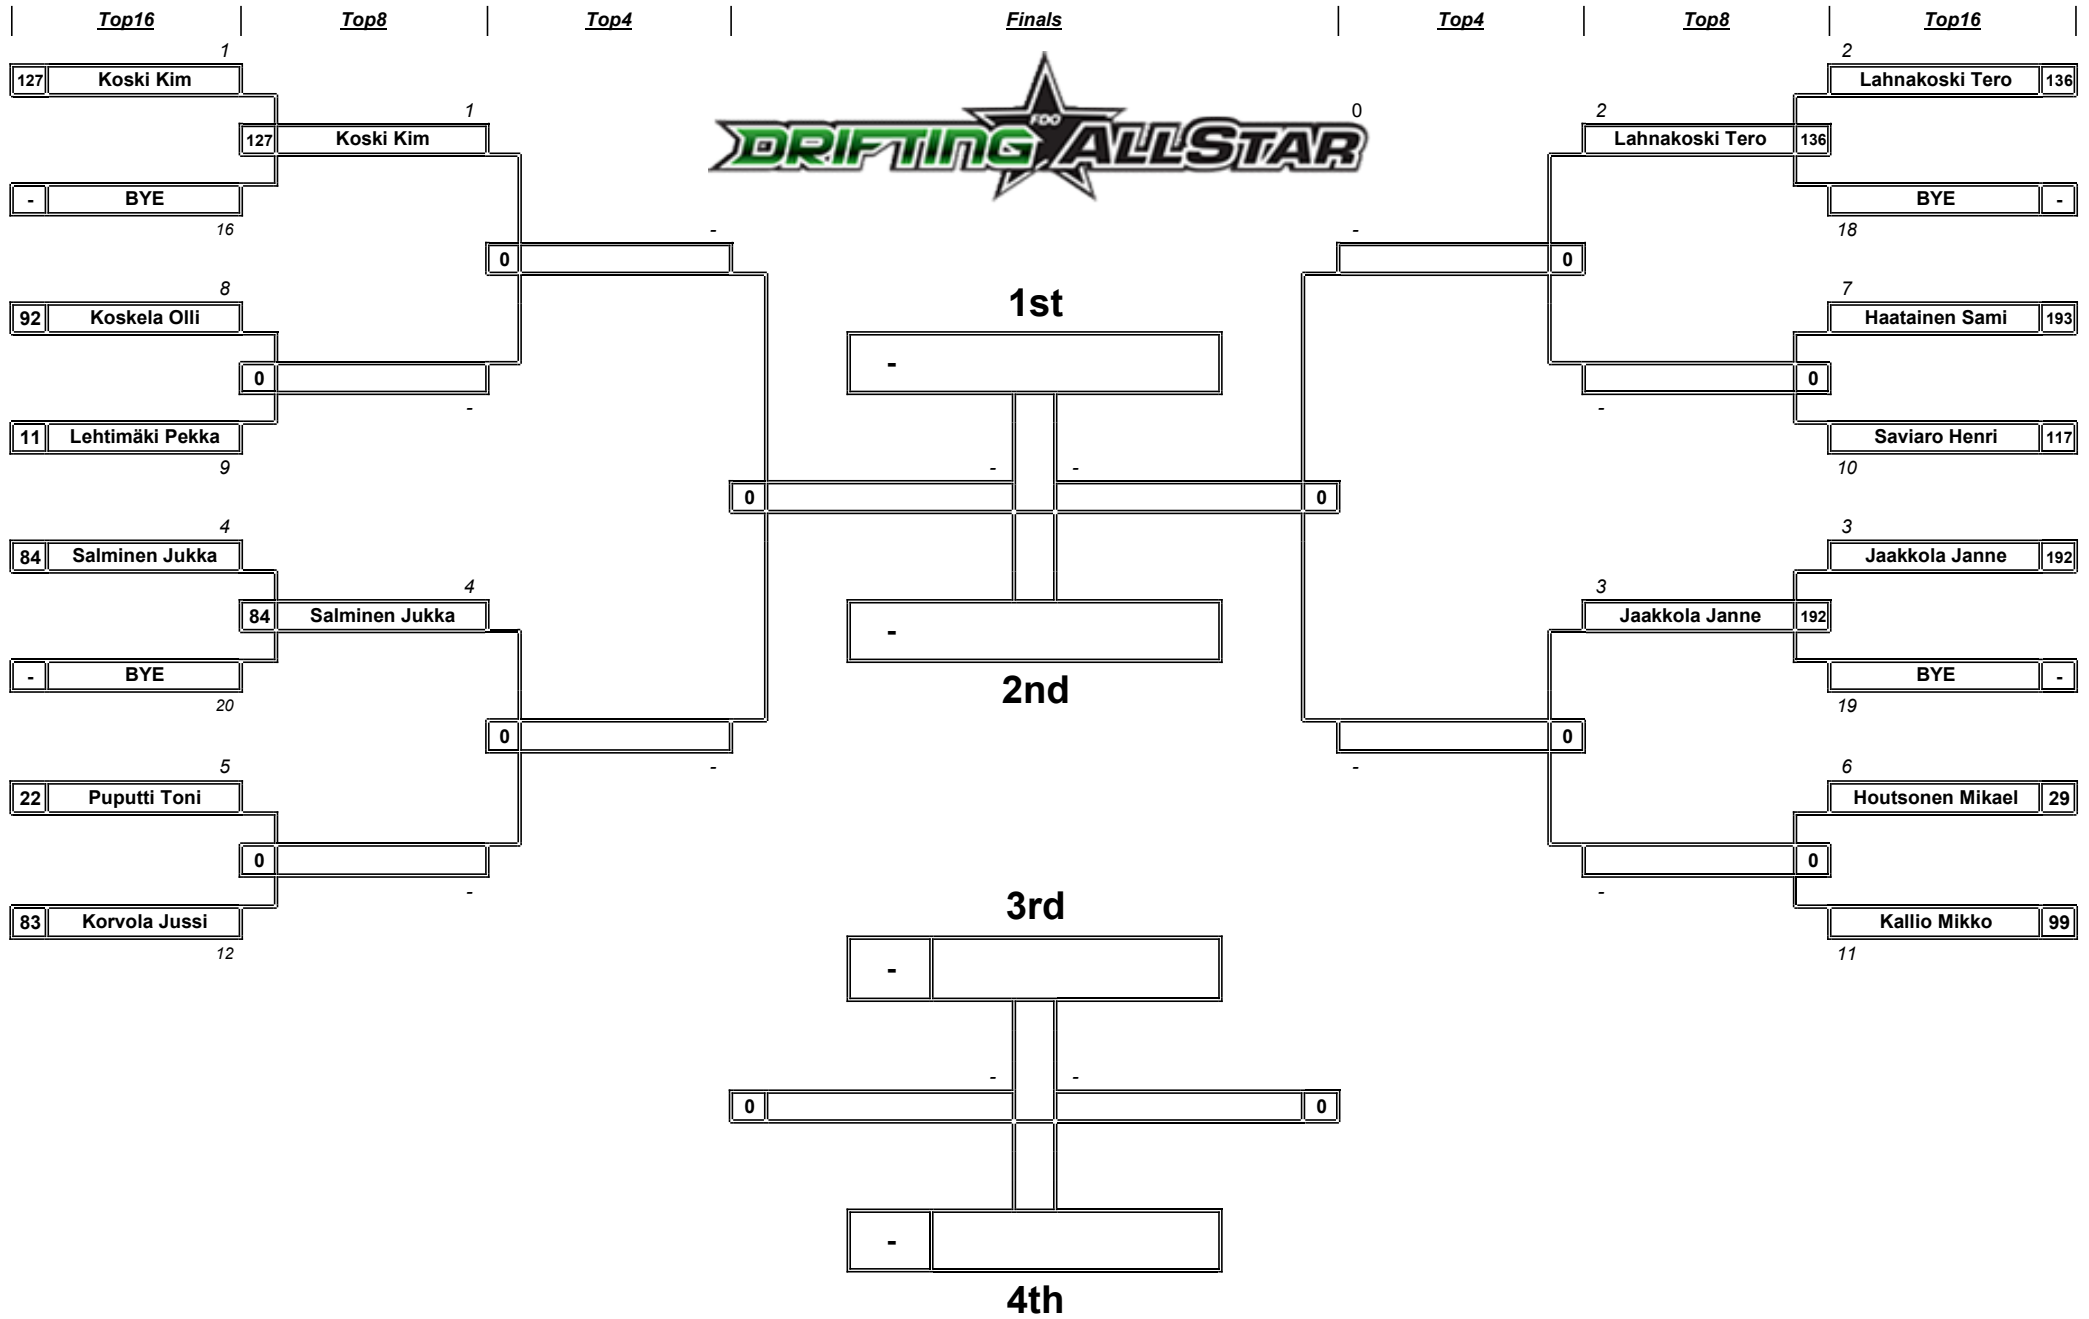 Top16 Top8 Top4 Finals Top4 Top8 Top16
1 2
127 Koski Kim Lahnakoski Tero 136
FDO
1 0 2
DRIFTING ALLSTAR
127 Koski Kim Lahnakoski Tero 136
- BYE BYE -
16 - - 18
0 0
8 1st 7
92 Koskela Olli Haatainen Sami 193
-
0 0
- -
11 Lehtimäki Pekka Saviaro Henri 117
9 - - 10
0 0
4 3
84 Salminen Jukka Jaakkola Janne 192
4 3
84 Salminen Jukka - Jaakkola Janne 192
- BYE BYE -
2nd
20 19
0 0
5 - - 6
22 Puputti Toni Houtsonen Mikael 29
0 0
- -
3rd
83 Korvola Jussi Kallio Mikko 99
12 11
-
- -
0 0
-
4th